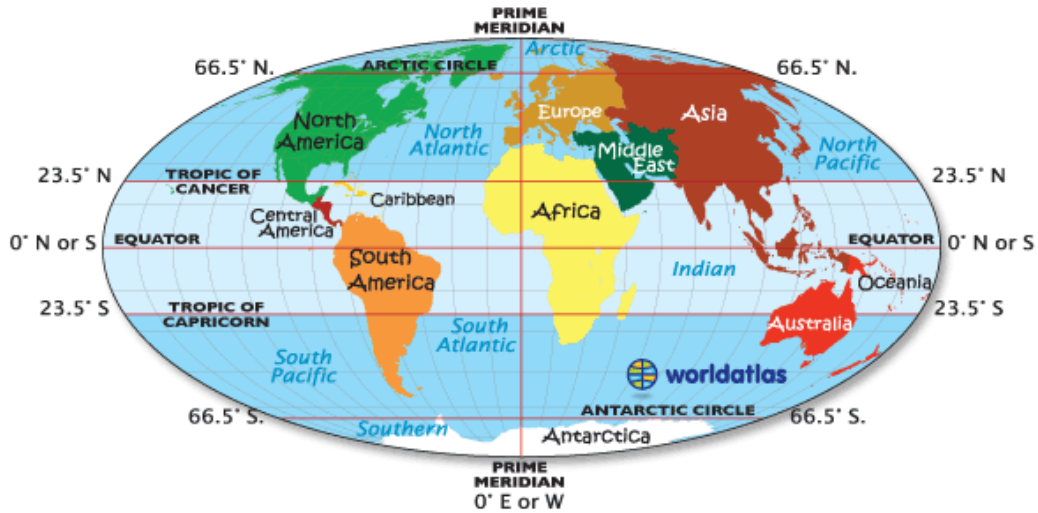 PRIME
MERIDIAN
Arctic
66.5° N.
ARCTIC CIRCLE
66.5° N.
North
America
North
Atlantic
Europe
Asia
North
Pacific
Middle
East
23.5° N
TROPIC OF
CANCER
23.5° N
Caribbean
Central
America
Africa
0° N or S
EQUATOR
EQUATOR
0° N or S
South
America
Indian
Oceania
23.5° S
TROPIC OF
CAPRICORN
23.5° S
South
Atlantic
Australia
South
Pacific
worldatlas
66.5° S.
ANTARCTIC CIRCLE
66.5° S.
Southern
Antarctica
PRIME
MERIDIAN
0° E or W